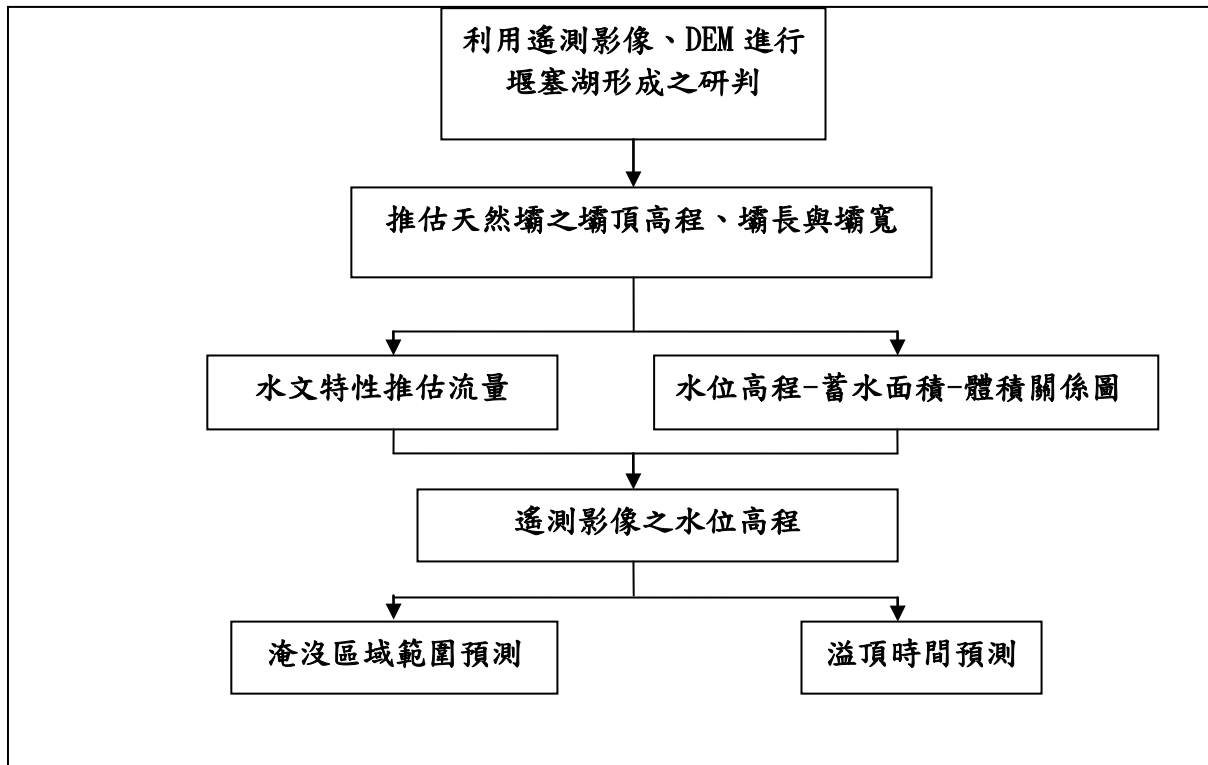 利用遙測影像、DEM 進行
堰塞湖形成之研判
推估天然壩之壩頂高程、壩長與壩寬
水文特性推估流量
水位高程-蓄水面積-體積關係圖
遙測影像之水位高程
淹沒區域範圍預測
溢頂時間預測